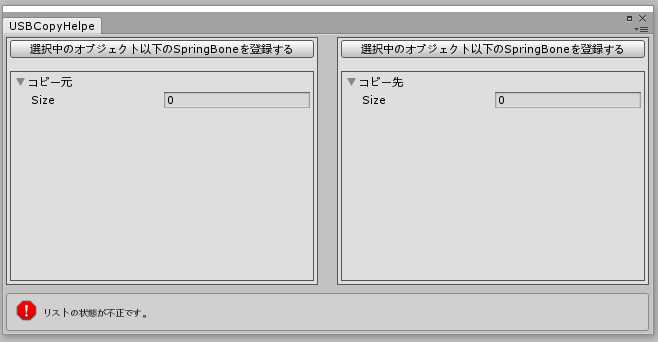 USBCopyHelpe
選択中のオブジェクト以下のSpringBoneを登録する
選択中のオブジェクト以下のSpringBoneを登録する
コピー元
Size 0
コピー先
Size 0
リストの状態が不正です。